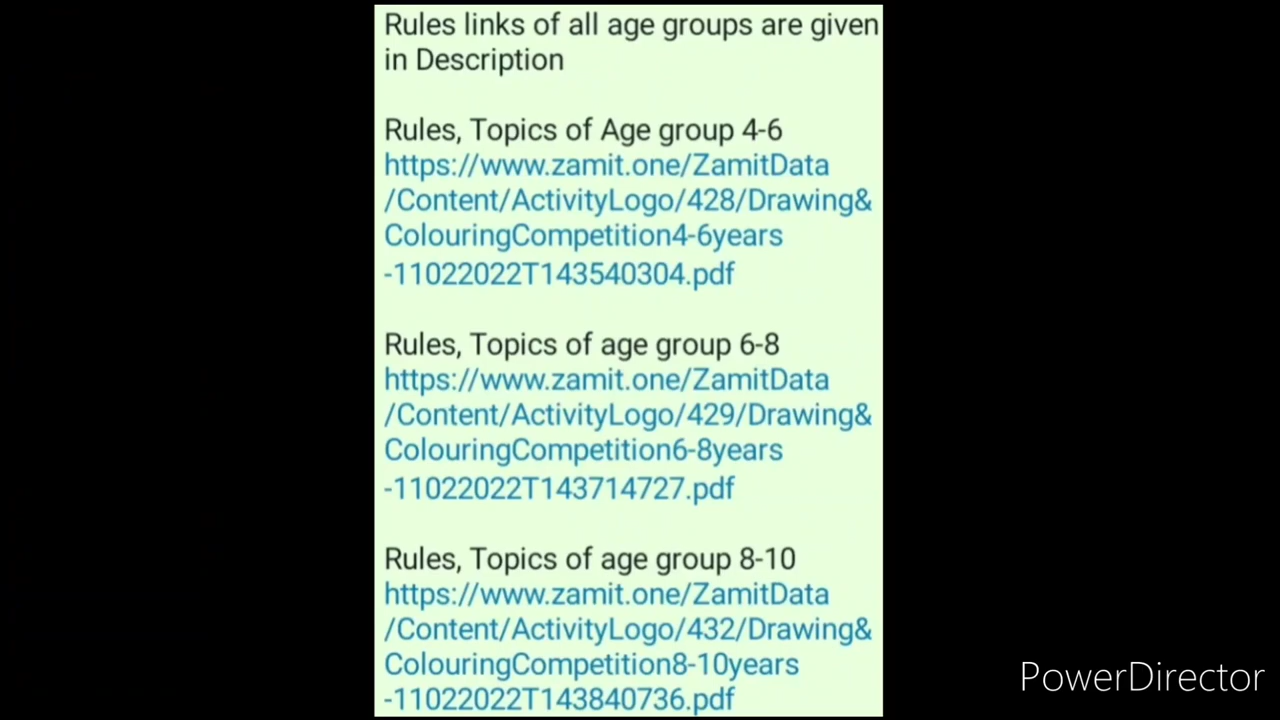 Rules links of all age groups are given
in Description
Rules, Topics of Age group 4-6
https://www.zamit.one/ZamitData
/Content/ActivityLogo/428/Drawing&
ColouringCompetition4-6years
-11022022T143540304.pdf
Rules, Topics of age group 6-8
https://www.zamit.one/ZamitData
/Content/ActivityLogo/429/Drawing&
ColouringCompetition6-8years
-11022022T143714727.pdf
Rules, Topics of age group 8-10
https://www.zamit.one/ZamitData
/Content/ActivityLogo/432/Drawing&
ColouringCompetition8-10years
-11022022T143840736.pdf
PowerDirector